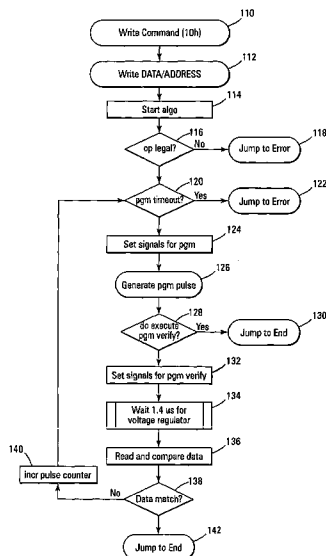 110
Write Command (10h)
112
Write DATA/ADDRESS
114
Start algo
116
op legal?
No
118
Jump to Error
120
pgm timeout?
Yes
122
Jump to Error
124
Set signals for pgm
126
Generate pgm pulse
128
do execute
pgm verify?
Yes
130
Jump to End
132
Set signals for pgm verify
134
Wait 1.4 us for
voltage regulator
136
Read and compare data
140
incr pulse counter
138
Data match?
No
142
Jump to End